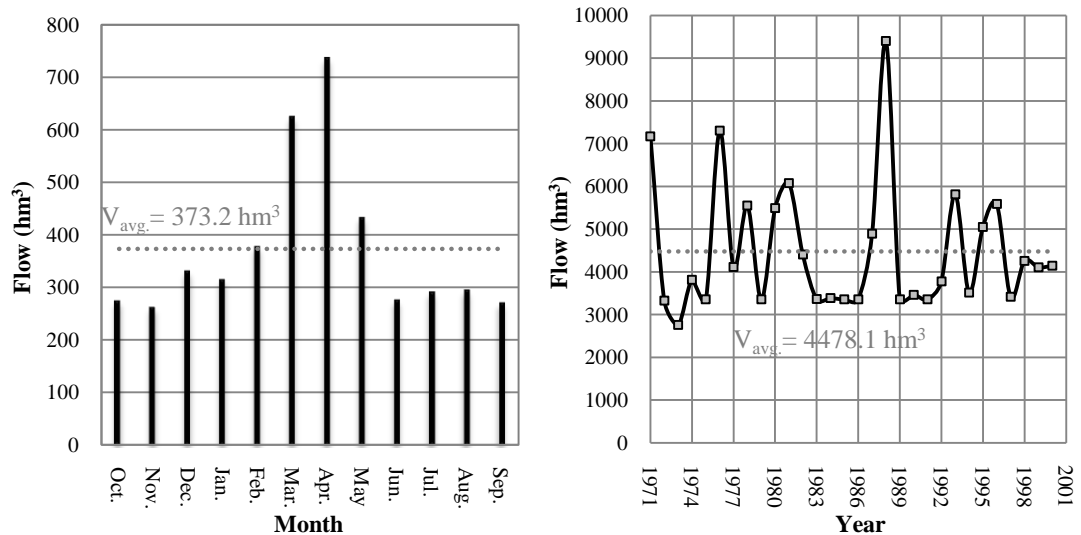 800
700
600
500
400
300
200
100
0
Flow (hm³)
V_avg. = 373.2 hm³
Oct.
Nov.
Dec.
Jan.
Feb.
Mar.
Apr.
May
Jun.
Jul.
Aug.
Sep.
Month
10000
9000
8000
7000
6000
5000
4000
3000
2000
1000
0
Flow (hm³)
V_avg. = 4478.1 hm³
1971
1974
1977
1980
1983
1986
1989
1992
1995
1998
2001
Year